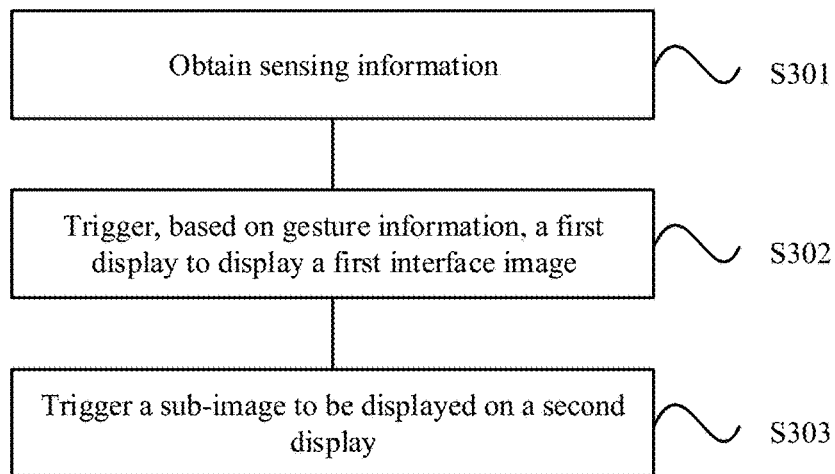 Obtain sensing information
S301
Trigger, based on gesture information, a first
display to display a first interface image
S302
Trigger a sub-image to be displayed on a second
display
S303